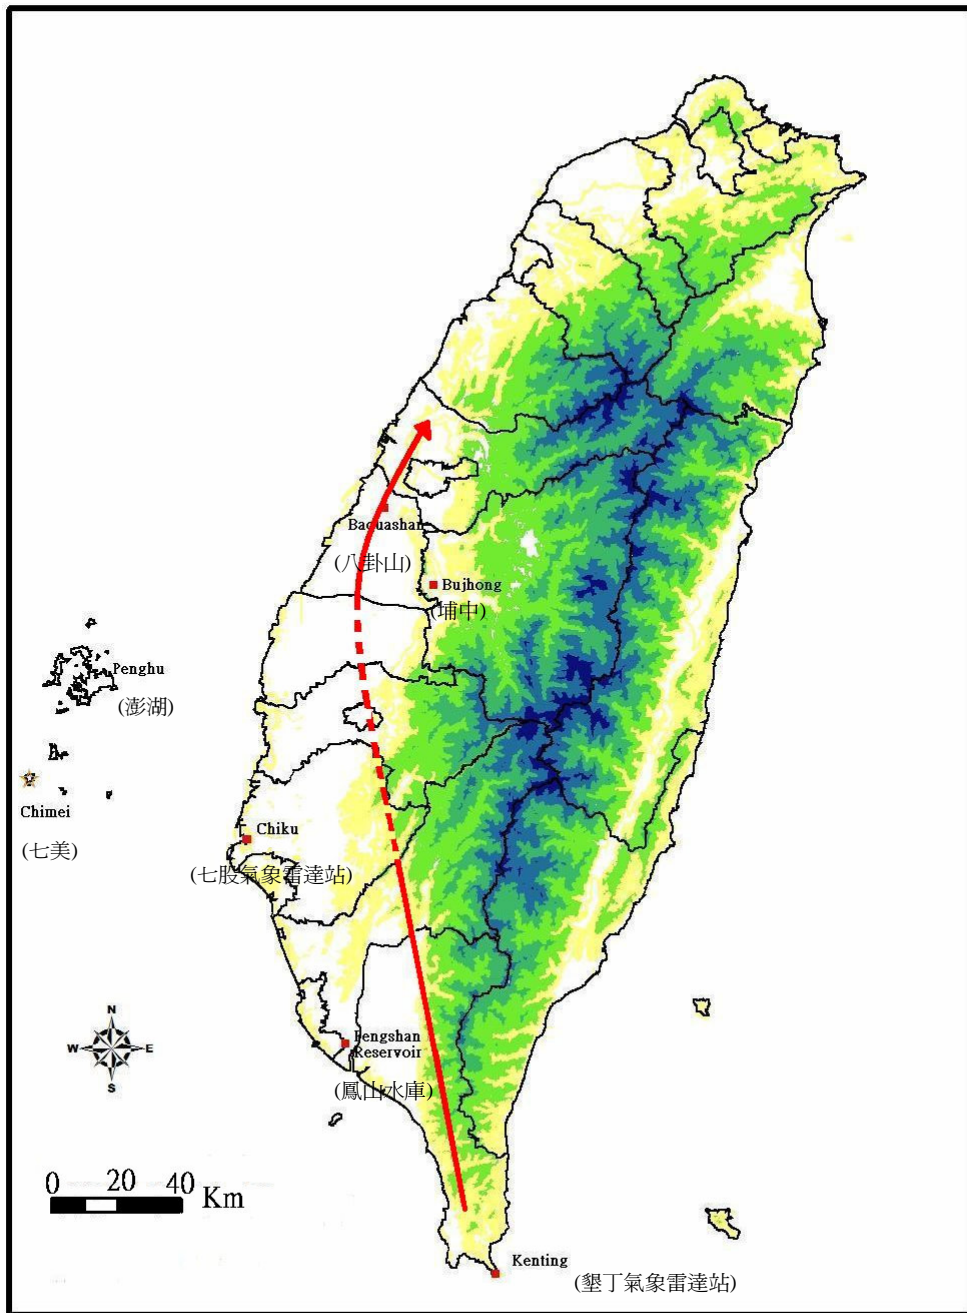 Baguashan
(八卦山)
Bujhong
(埔中)
Penghu
(澎湖)
Chimei
(七美)
Chiku
(七股氣象雷達站)
N
W
E
S
Fengshan
Reservoir
(鳳山水庫)
0 20 40 Km
Kenting
(墾丁氣象雷達站)